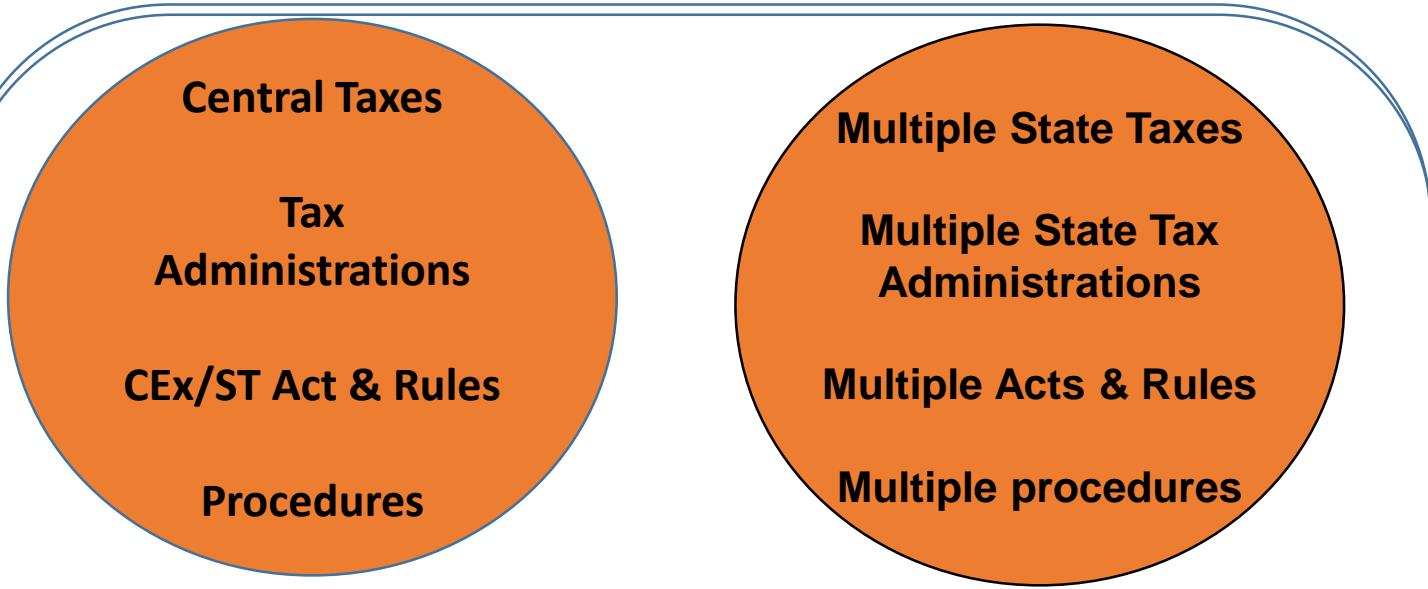 Central Taxes
Tax
Administrations
CEx/ST Act & Rules
Procedures
Multiple State Taxes
Multiple State Tax
Administrations
Multiple Acts & Rules
Multiple procedures